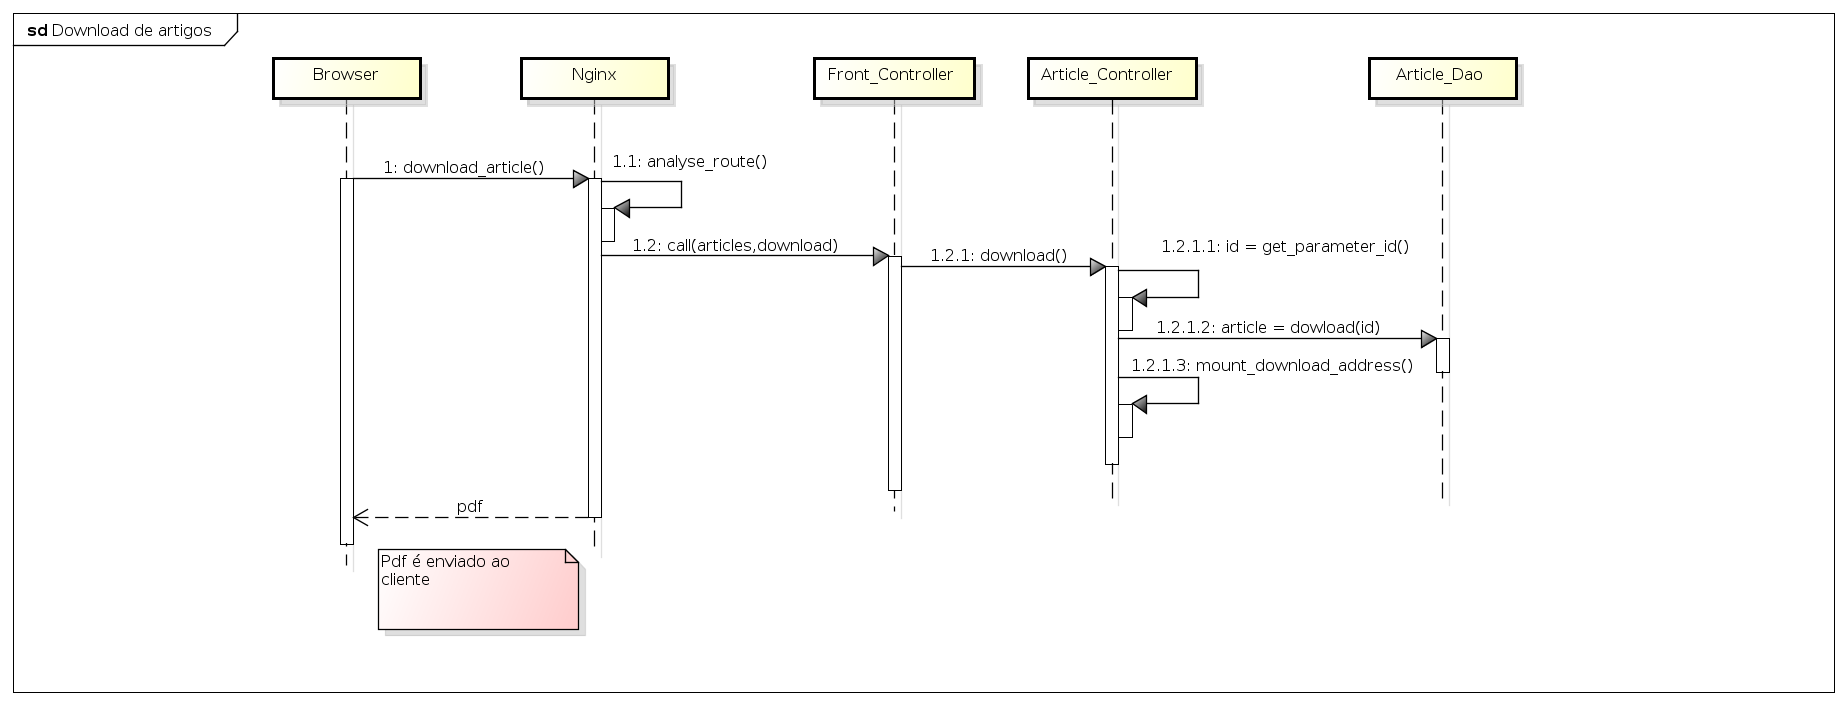 sd Download de artigos
Browser
Nginx
Front_Controller
Article_Controller
Article_Dao
1: download_article()
1.1: analyse_route()
1.2: call(articles,download)
1.2.1: download()
1.2.1.1: id = get_parameter_id()
1.2.1.2: article = dowload(id)
1.2.1.3: mount_download_address()
pdf
Pdf é enviado ao
cliente